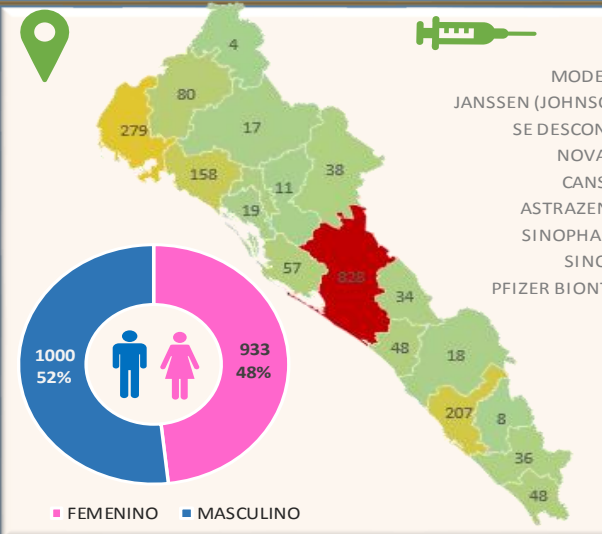 4
80
279
17
158
11
38
19
57
828
34
48
18
207
8
36
48
MODE
JANSSEN (JOHNSO
SE DESCON
NOVA
CANS
ASTRAZEN
SINOPHA
SINO
PFIZER BIONT
1000
52%
933
48%
FEMENINO
MASCULINO